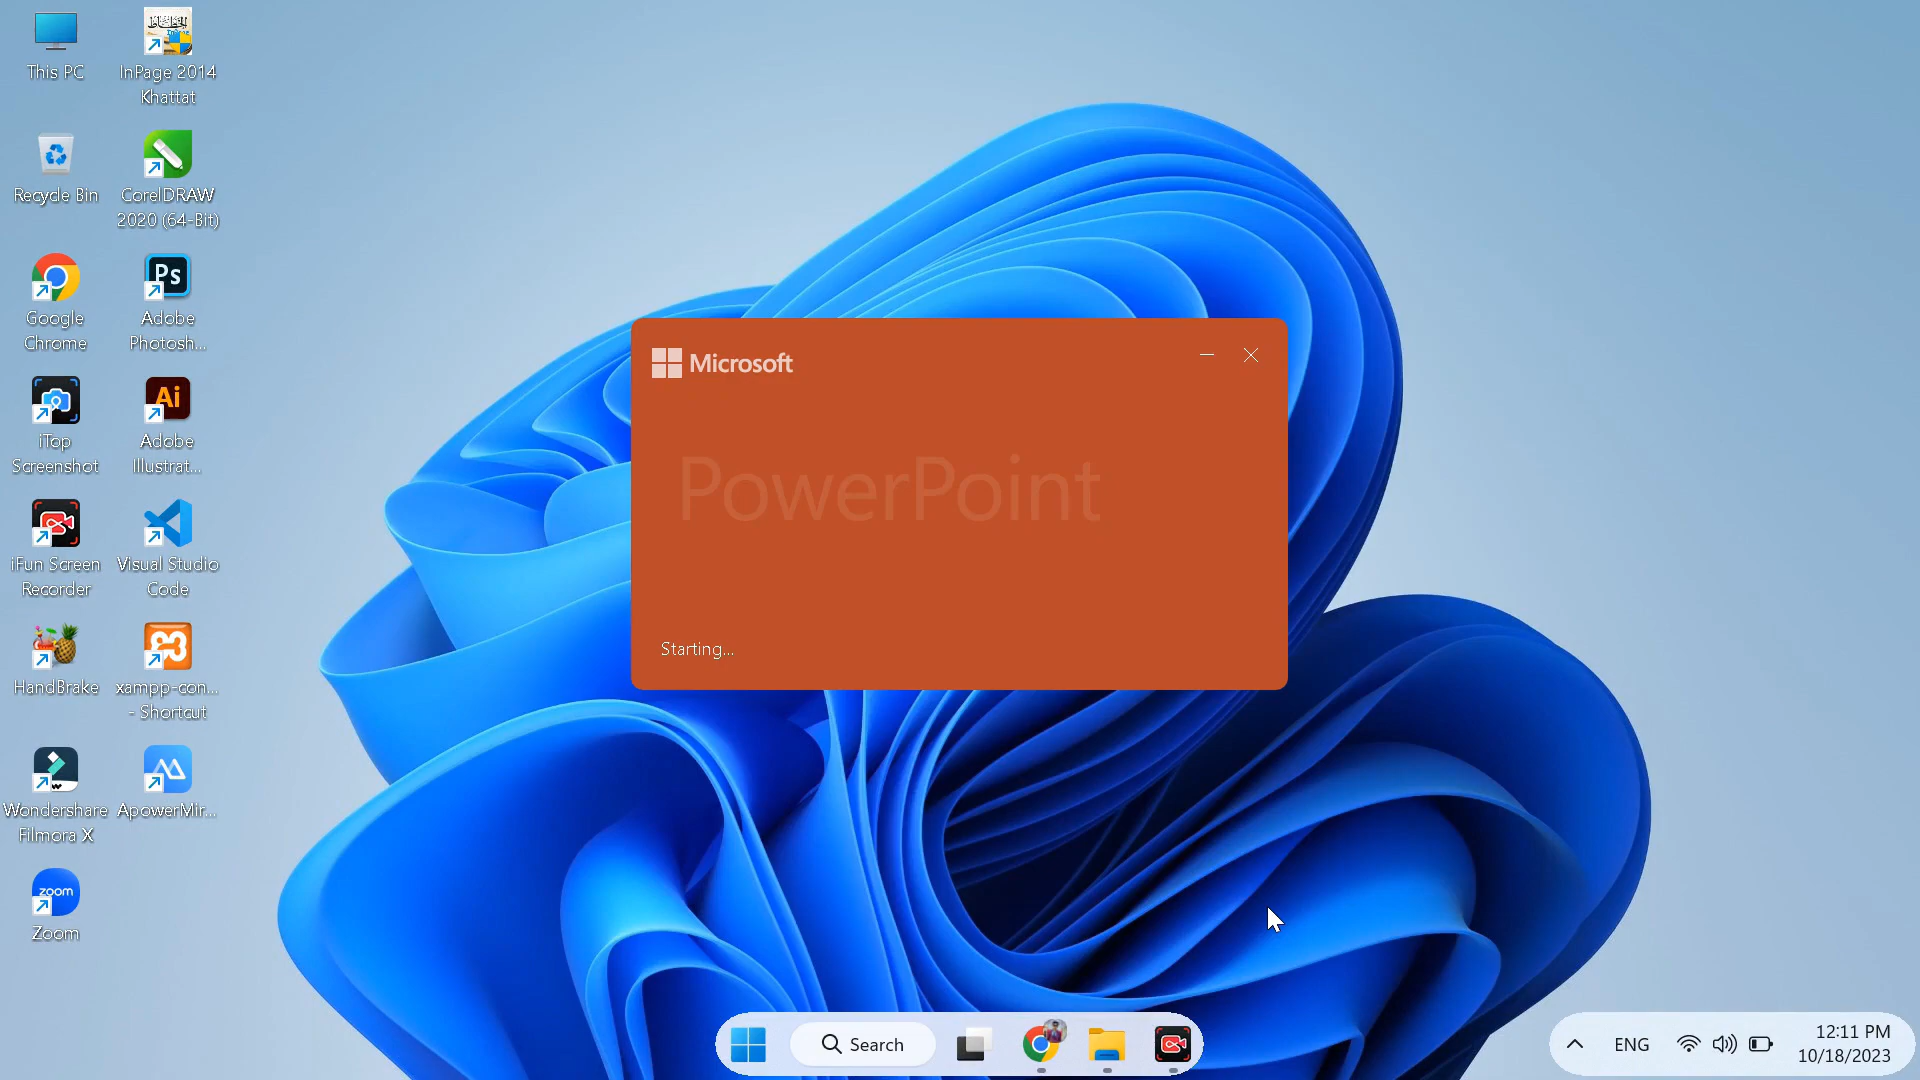 This PC
InPage 2014
Khattat
Recycle Bin
CorelDRAW
2020 (64-Bit)
Google
Chrome
Ps
Adobe
Photosh...
iTop
Screenshot
Ai
Adobe
Illustrat...
iFun Screen
Recorder
Visual Studio
Code
HandBrake
xampp-con...
- Shortcut
Wondershare
Filmora X
ApowerMir...
zoom
Zoom
Microsoft
PowerPoint
Starting...
Search
ENG
12:11 PM
10/18/2023